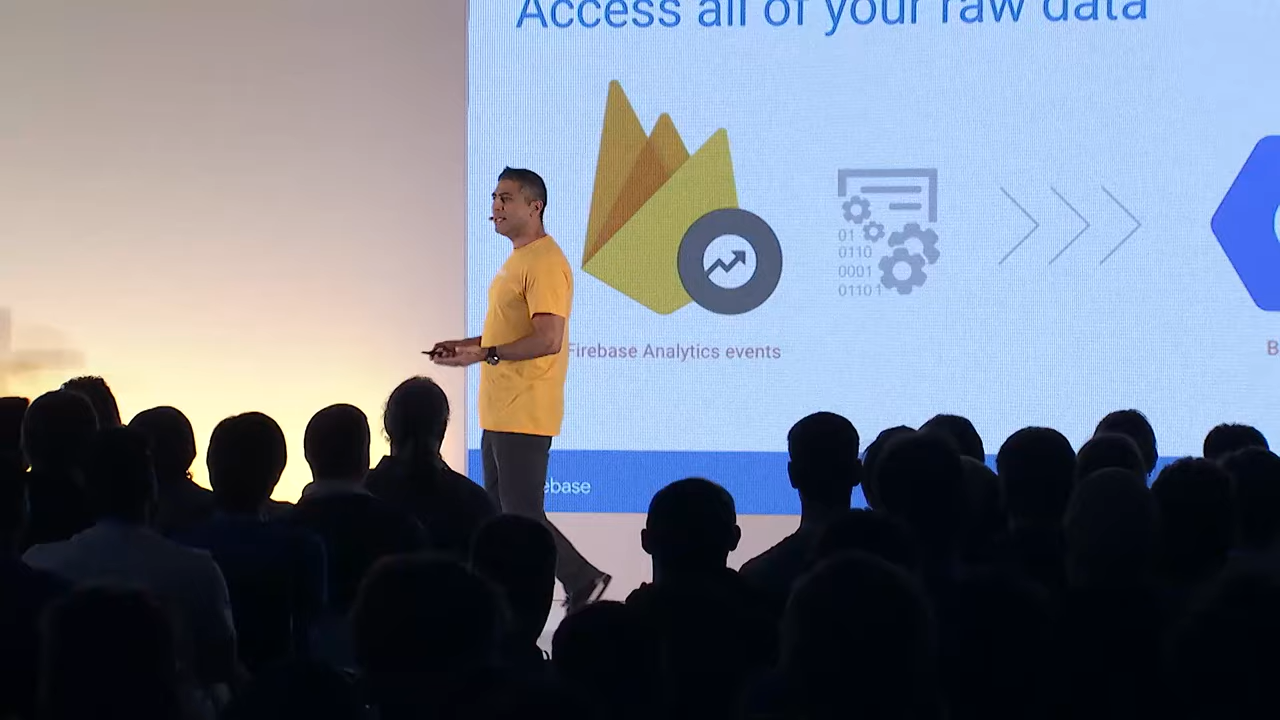 Access all of your raw data
01
0110
0001
0110 1
Firebase Analytics events
B
ebase